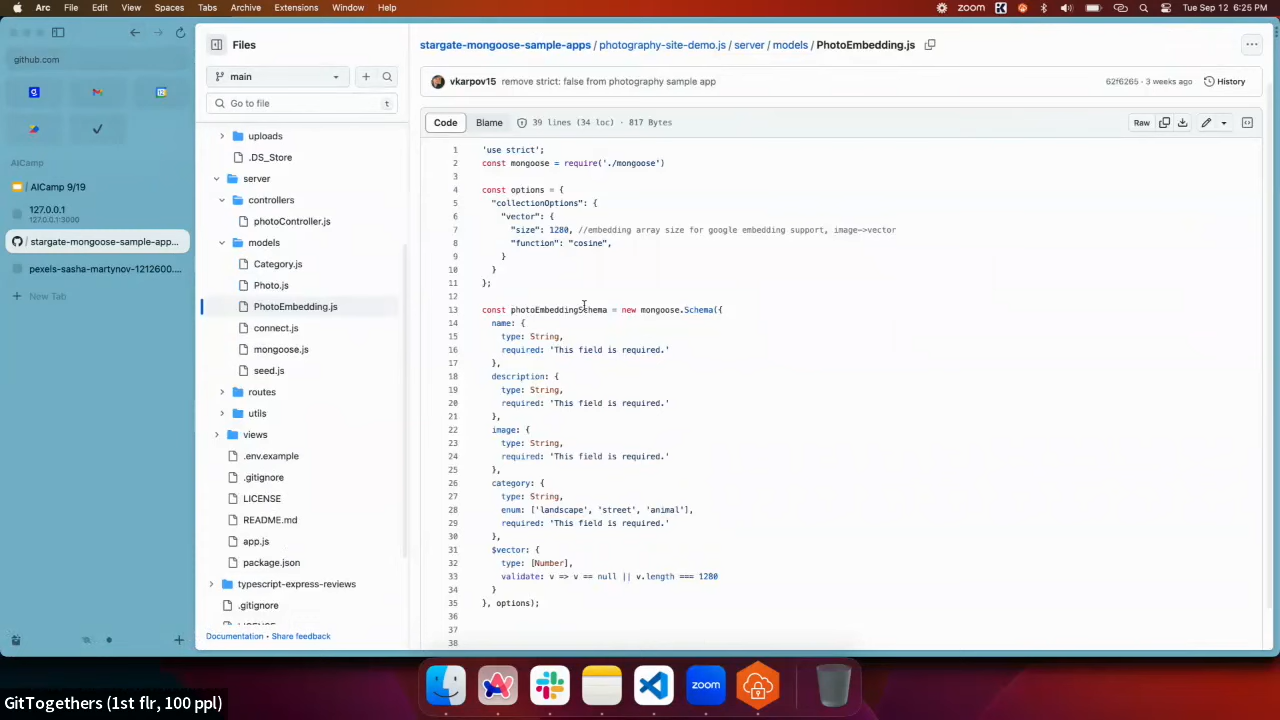 Arc File Edit View Spaces Tabs Archive Extensions Window Help
zoom Tue Sep 12 6:25 PM
github.com
AICamp
/ AICamp 9/19
127.0.0.1
127.0.0.1:3000
/ stargate-mongoose-sample-app...
pexels-sasha-martynov-1212600....
New Tab
Files
main
Go to file t
uploads
.DS_Store
server
controllers
photoController.js
models
Category.js
Photo.js
PhotoEmbedding.js
connect.js
mongoose.js
seed.js
routes
utils
views
.env.example
.gitignore
LICENSE
README.md
app.js
package.json
typescript-express-reviews
.gitignore
Documentation • Share feedback
stargate-mongoose-sample-apps / photography-site-demo.js / server / models / PhotoEmbedding.js
vkarpov15 remove strict: false from photography sample app 62f6265 · 3 weeks ago History
Code Blame 39 lines (34 loc) · 817 Bytes Raw
1 'use strict';
2 const mongoose = require('./mongoose')
3
4 const options = {
5 "collectionOptions": {
6 "vector": {
7 "size": 1280, //embedding array size for google embedding support, image->vector
8 "function": "cosine",
9 }
10 }
11 };
12
13 const photoEmbeddingSchema = new mongoose.Schema({
14 name: {
15 type: String,
16 required: 'This field is required.'
17 },
18 description: {
19 type: String,
20 required: 'This field is required.'
21 },
22 image: {
23 type: String,
24 required: 'This field is required.'
25 },
26 category: {
27 type: String,
28 enum: ['landscape', 'street', 'animal'],
29 required: 'This field is required.'
30 },
31 $vector: {
32 type: [Number],
33 validate: v => v == null || v.length === 1280
34 }
35 }, options);
36
37
38
zoom
GitTogethers (1st flr, 100 ppl)